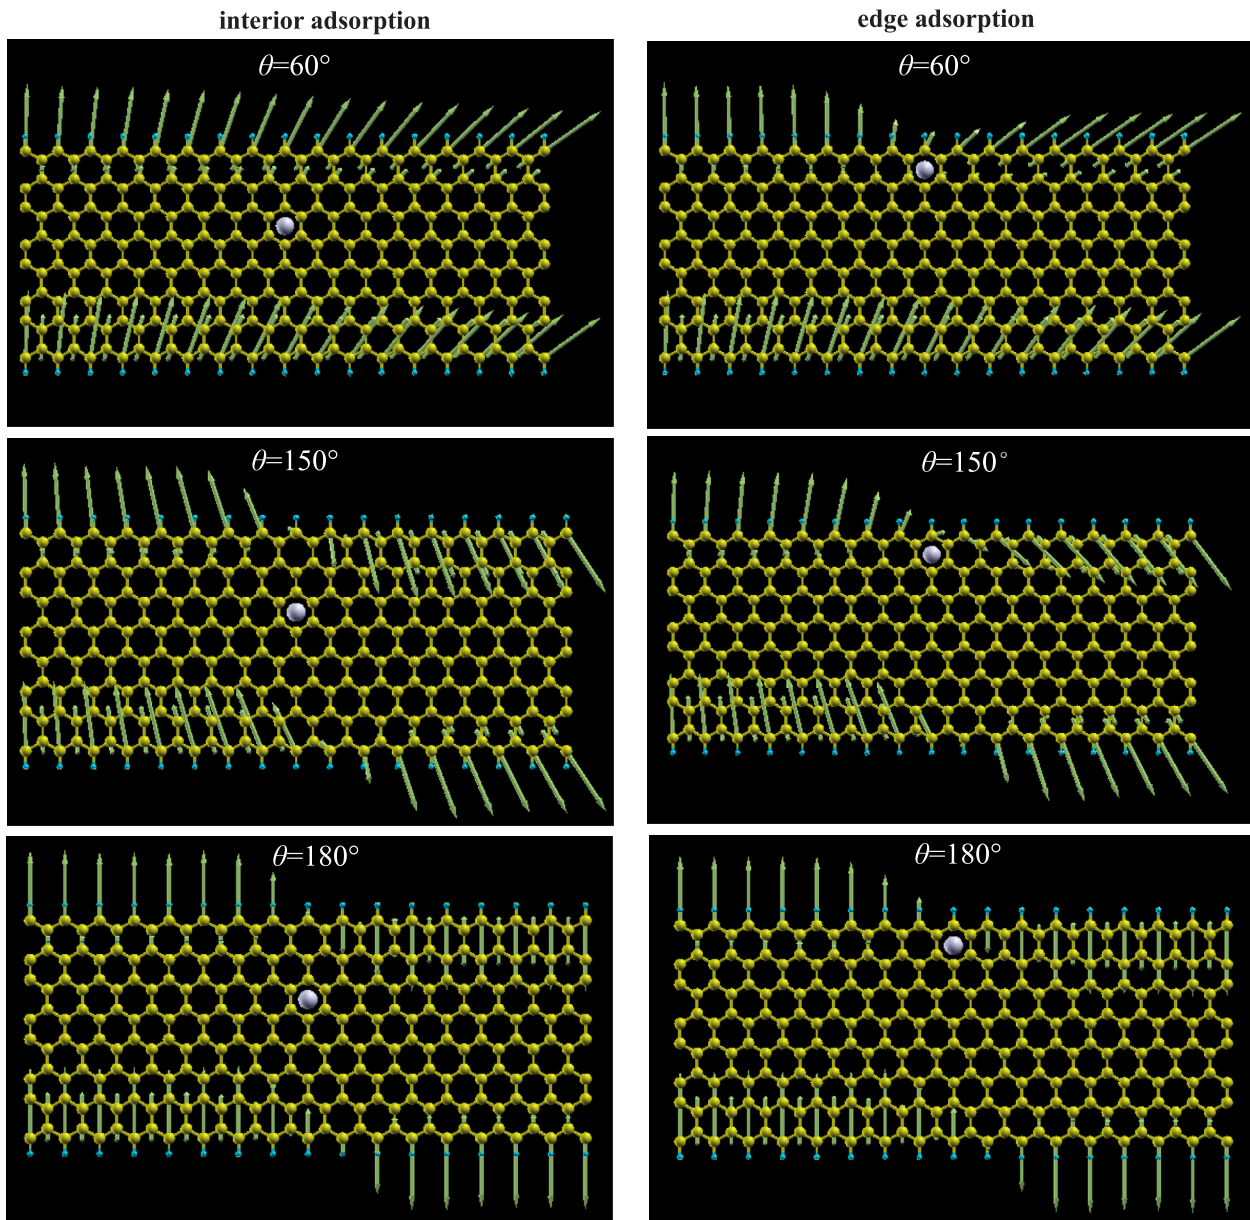 interior adsorption
edge adsorption
θ=60°
θ=60°
θ=150°
θ=150°
θ=180°
θ=180°